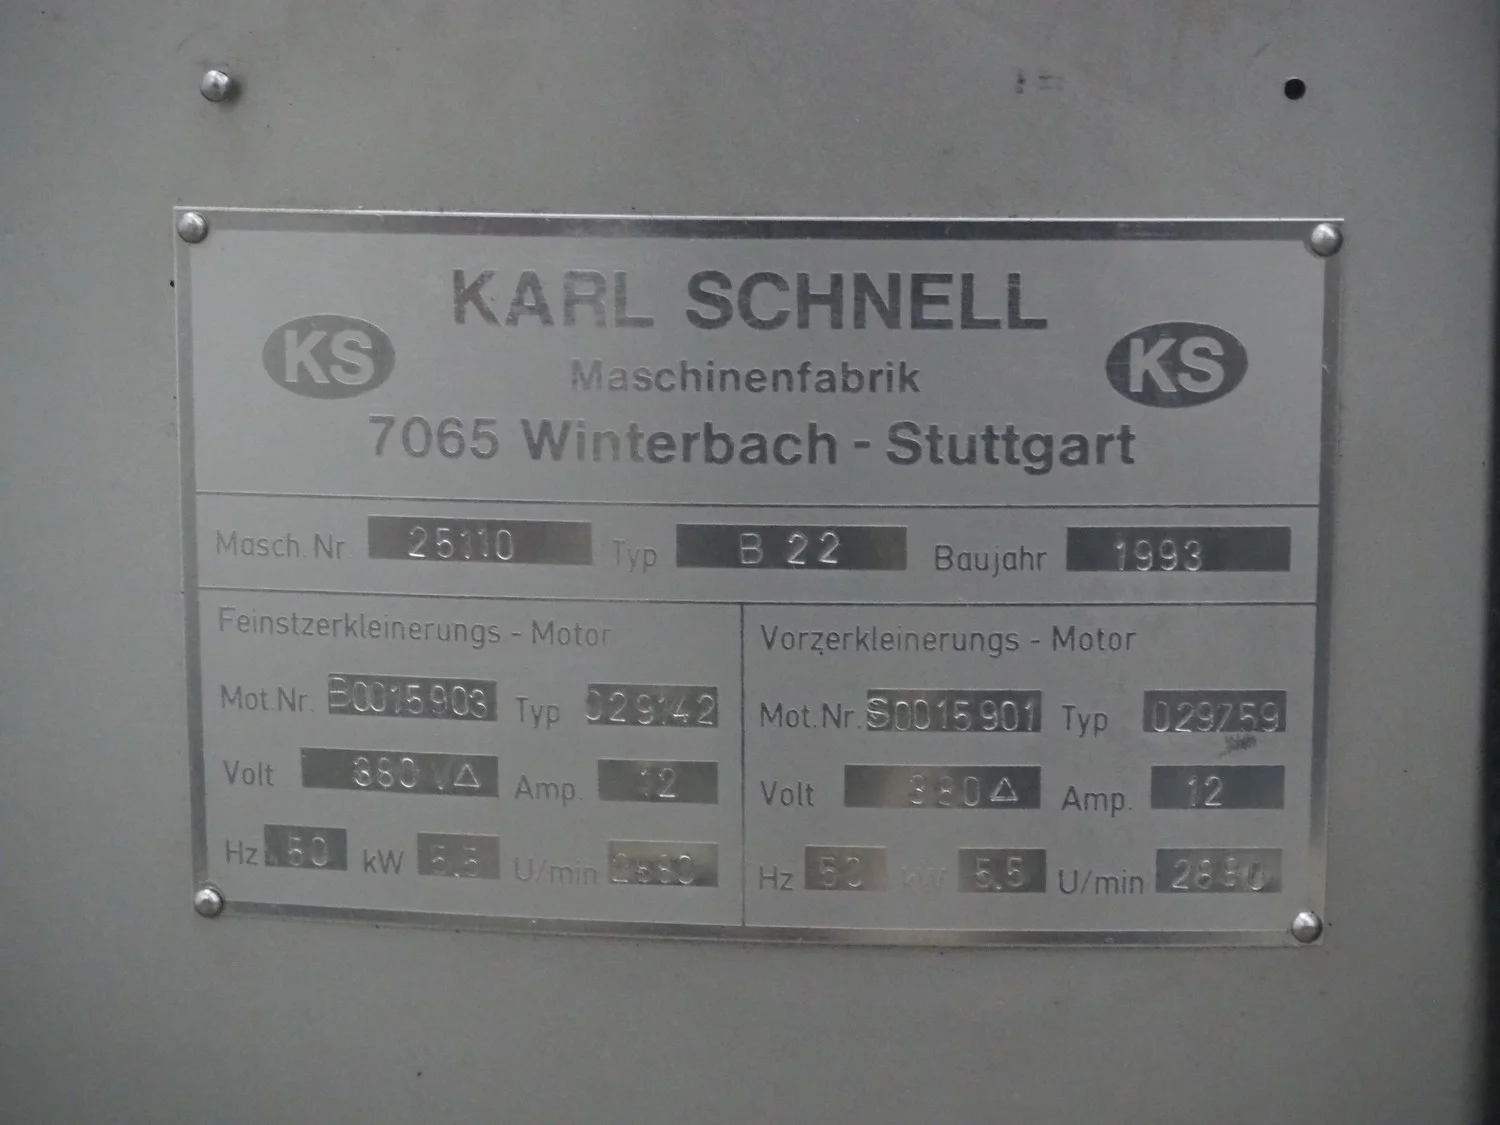 KARL SCHNELL
KS
KS
Maschinenfabrik
7065 Winterbach - Stuttgart
Masch. Nr 25110 Typ B 22 Baujahr 1993
Feinstzerkleinerungs - Motor
Mot.Nr. B0015903 Typ 029142
Volt 380 V△ Amp. 12
Hz 50 kW 5.5 U/min
Vorzerkleinerungs - Motor
Mot.Nr. S0015901 Typ 029759
Volt 380△ Amp. 12
Hz 50 kW 5.5 U/min 2880